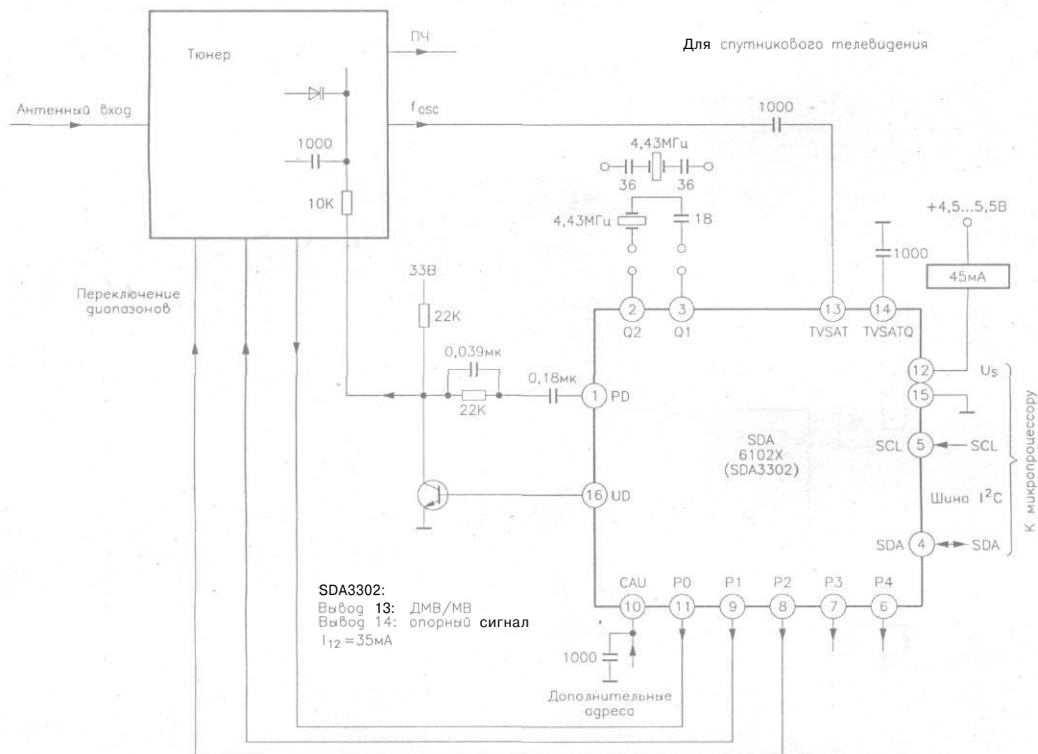 ПЧ
Для спутникового телевидения
Тюнер
Антенный вход
fosc
1000
1000
4,43МГц
36
36
10К
4,43МГц
18
+4,5...5,5В
1000
45мА
Переключение
диапазонов
33В
22К
2
3
13
14
Q2
Q1
TVSAT
TVSATQ
0,039мк
0,18мк
22К
1
PD
12
Us
15
SDA
6102X
(SDA3302)
SCL
5
SCL
16
UD
Шина I²C
К микропроцессору
SDA
4
SDA
SDA3302:
Вывод 13: ДМВ/МВ
Вывод 14: опорный сигнал
I12=35мА
CAU
P0
P1
P2
P3
P4
10
11
9
8
7
6
1000
Дополнительные
адреса